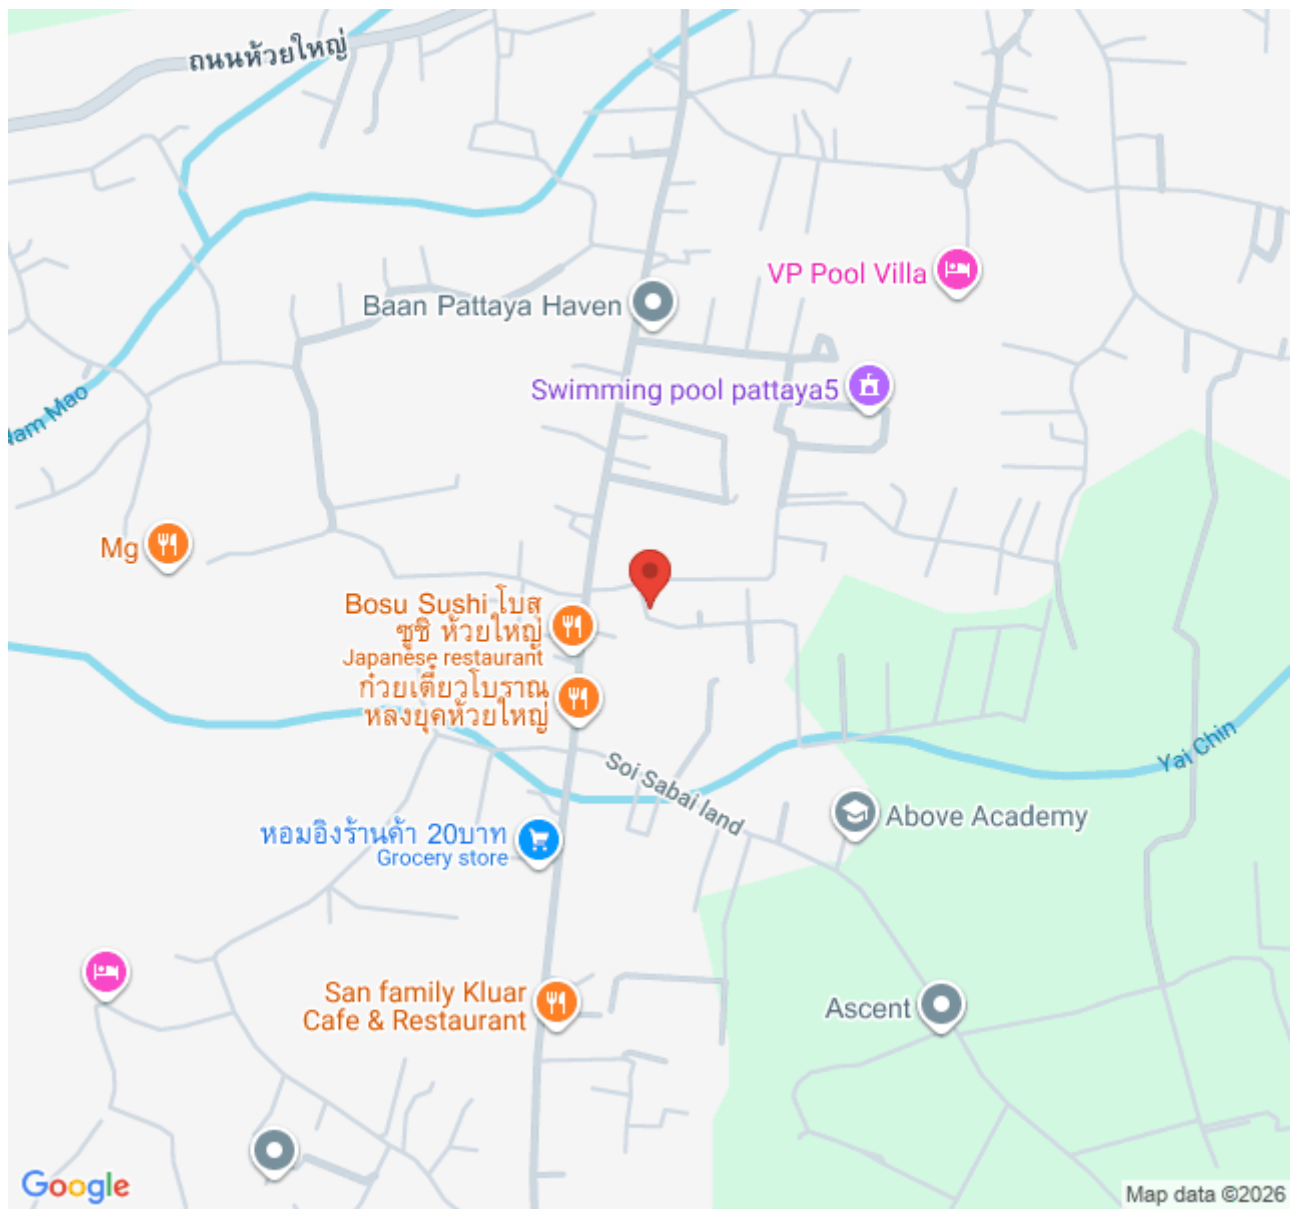 ถนนห้วยใหญ่
VP Pool Villa
Baan Pattaya Haven
Swimming pool pattaya5
Nam Mao
Mg
Bosu Sushi โบสุ
ซูชิ ห้วยใหญ่
Japanese restaurant
ก๋วยเตี๋ยวโบราณ
หลงยุคห้วยใหญ่
Yai Chin
Soi Sabai land
Above Academy
หอมอิงร้านค้า 20บาท
Grocery store
San family Kluar
Cafe & Restaurant
Ascent
Google
Map data ©2026